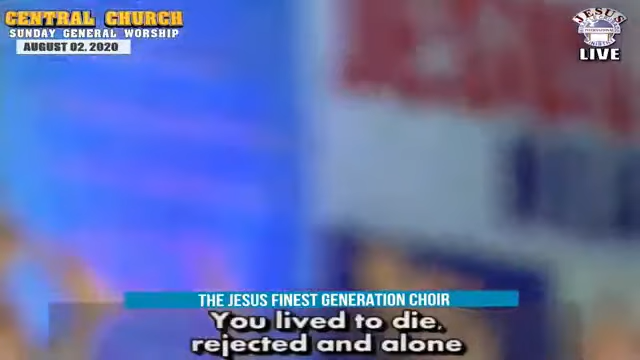 CENTRAL CHURCH
SUNDAY GENERAL WORSHIP
AUGUST 02, 2020
JESUS
LIVE
THE JESUS FINEST GENERATION CHOIR
You lived to die,
rejected and alone